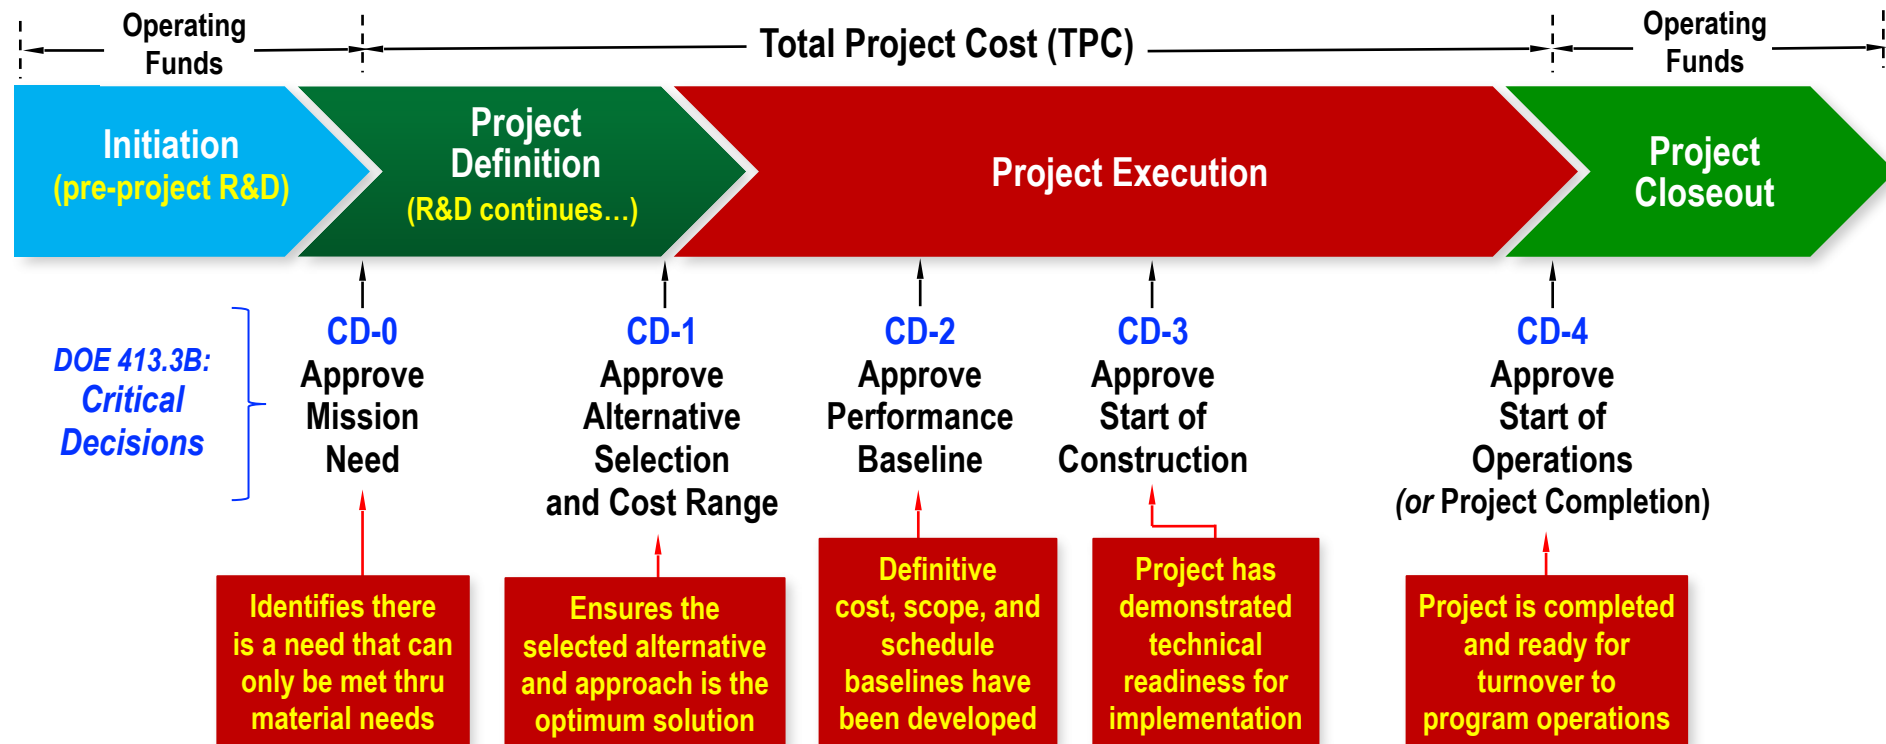 Operating
Funds
Total Project Cost (TPC)
Operating
Funds
Initiation
(pre-project R&D)
Project
Definition
(R&D continues…)
Project Execution
Project
Closeout
DOE 413.3B:
Critical
Decisions
CD-0
Approve
Mission
Need
CD-1
Approve
Alternative
Selection
and Cost Range
CD-2
Approve
Performance
Baseline
CD-3
Approve
Start of
Construction
CD-4
Approve
Start of
Operations
(or Project Completion)
Identifies there
is a need that can
only be met thru
material needs
Ensures the
selected alternative
and approach is the
optimum solution
Definitive
cost, scope, and
schedule
baselines have
been developed
Project has
demonstrated
technical
readiness for
implementation
Project is completed
and ready for
turnover to
program operations